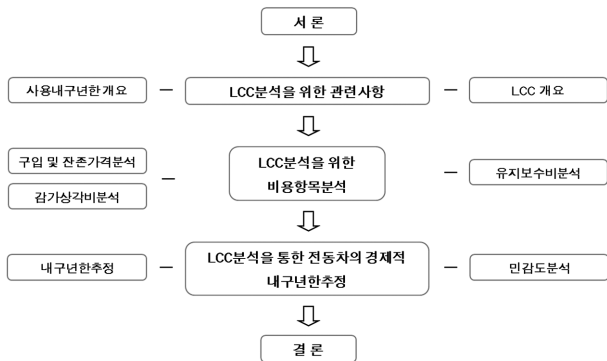 서 론
사용내구년한 개요
LCC분석을 위한 관련사항
LCC 개요
구입 및 잔존가격분석
감가상각비분석
LCC분석을 위한
비용항목분석
유지보수비분석
내구년한추정
LCC분석을 통한 전동차의 경제적
내구년한추정
민감도분석
결 론